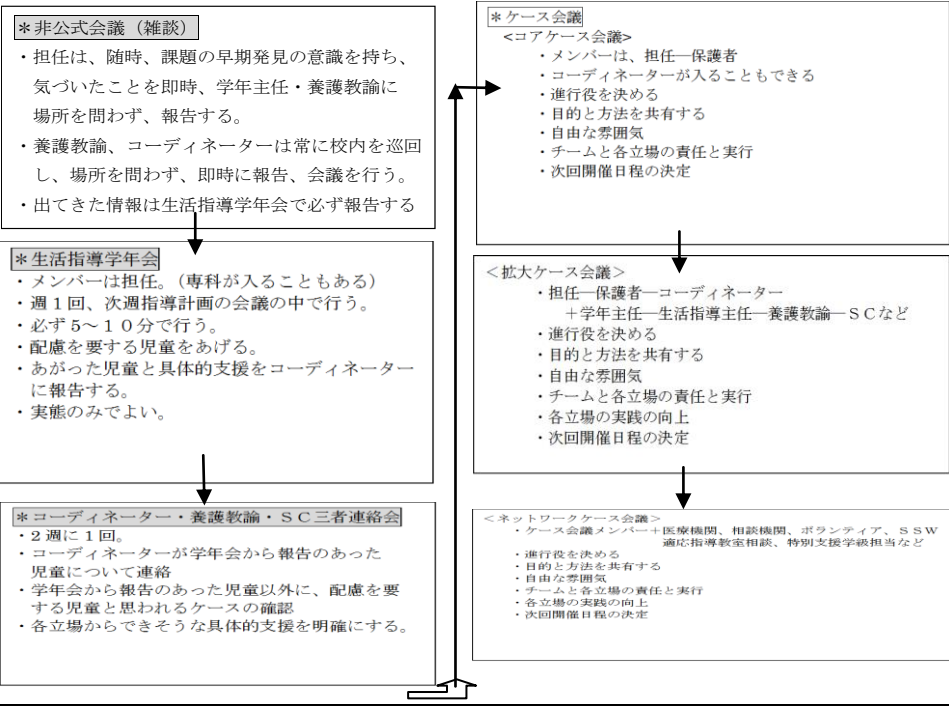 ＊非公式会議（雑談）
・担任は、随時、課題の早期発見の意識を持ち、
気づいたことを即時、学年主任・養護教諭に
場所を問わず、報告する。
・養護教諭、コーディネーターは常に校内を巡回
し、場所を問わず、即時に報告、会議を行う。
・出てきた情報は生活指導学年会で必ず報告する
＊生活指導学年会
・メンバーは担任。（専科が入ることもある）
・週１回、次週指導計画の会議の中で行う。
・必ず５～１０分で行う。
・配慮を要する児童をあげる。
・あがった児童と具体的支援をコーディネーター
に報告する。
・実態のみでよい。
＊コーディネーター・養護教諭・ＳＣ三者連絡会
・２週に１回。
・コーディネーターが学年会から報告のあった
児童について連絡
・学年会から報告のあった児童以外に、配慮を要
する児童と思われるケースの確認
・各立場からできそうな具体的支援を明確にする。
＊ケース会議
<コアケース会議>
・メンバーは、担任―保護者
・コーディネーターが入ることもできる
・進行役を決める
・目的と方法を共有する
・自由な雰囲気
・チームと各立場の責任と実行
・次回開催日程の決定
＜拡大ケース会議＞
・担任―保護者―コーディネーター
＋学年主任―生活指導主任―養護教諭―ＳＣなど
・進行役を決める
・目的と方法を共有する
・自由な雰囲気
・チームと各立場の責任と実行
・各立場の実践の向上
・次回開催日程の決定
＜ネットワークケース会議＞
・ケース会議メンバー＋医療機関、相談機関、ボランティア、ＳＳＷ
適応指導教室相談、特別支援学級担当など
・進行役を決める
・目的と方法を共有する
・自由な雰囲気
・チームと各立場の責任と実行
・各立場の実践の向上
・次回開催日程の決定